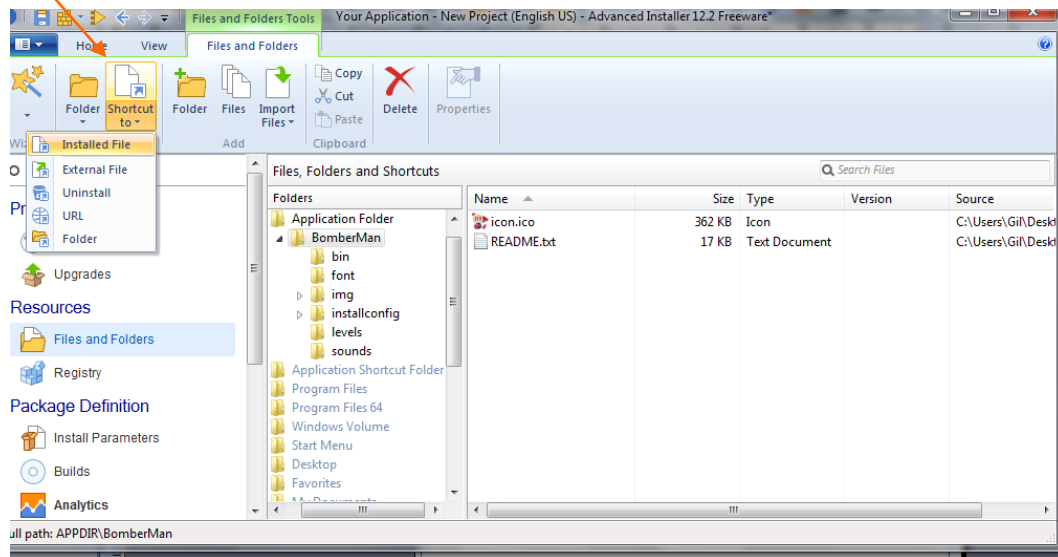 Files and Folders Tools
Your Application - New Project (English US) - Advanced Installer 12.2 Freeware*
Home View Files and Folders
Folder Shortcut to Folder Files Import Files Copy Cut Paste Delete Properties
Add Clipboard
Installed File
External File
Uninstall
URL
Folder
Upgrades
Resources
Files and Folders
Registry
Package Definition
Install Parameters
Builds
Analytics
Files, Folders and Shortcuts
Search Files
Folders
Application Folder
BomberMan
bin
font
img
installconfig
levels
sounds
Application Shortcut Folder
Program Files
Program Files 64
Windows Volume
Start Menu
Desktop
Favorites
Name Size Type Version Source
icon.ico 362 KB Icon C:\Users\Gil\Deskt
README.txt 17 KB Text Document C:\Users\Gil\Deskt
ull path: APPDIR\BomberMan